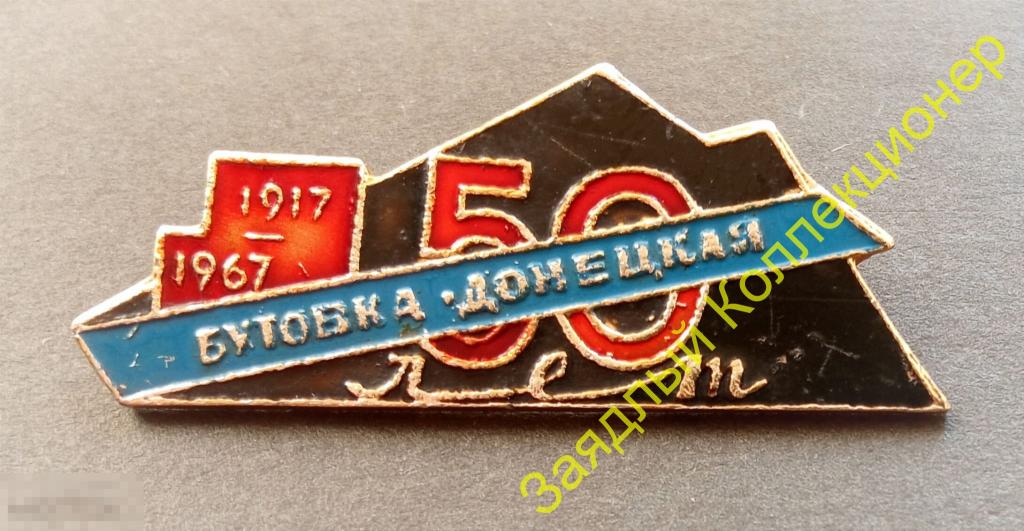 1917
–
1967
50
БУТОВКА·ДОНЕЦКАЯ
лет
Заядлый Коллекционер